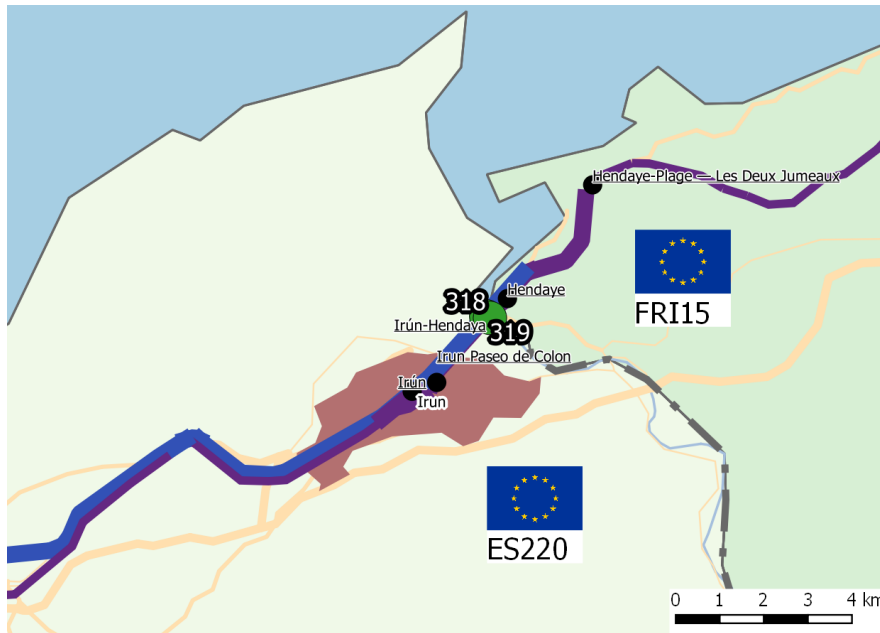 Hendaye-Plage — Les Deux Jumeaux
FRI15
Hendaye
318
Irún-Hendaya
319
Irun Paseo de Colon
Irún
Irun
ES220
0 1 2 3 4 km